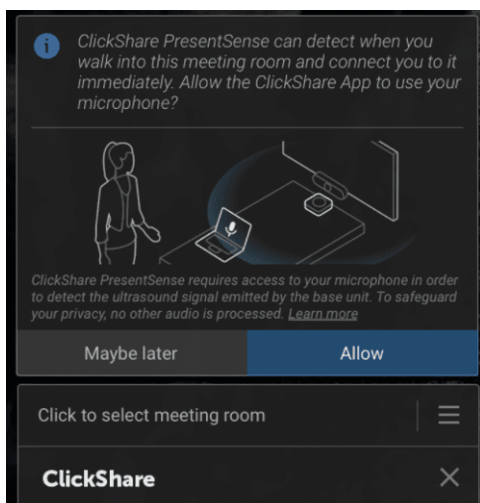 ClickShare PresentSense can detect when you
walk into this meeting room and connect you to it
immediately. Allow the ClickShare App to use your
microphone?
ClickShare PresentSense requires access to your microphone in order
to detect the ultrasound signal emitted by the base unit. To safeguard
your privacy, no other audio is processed. Learn more
Maybe later
Allow
Click to select meeting room
ClickShare